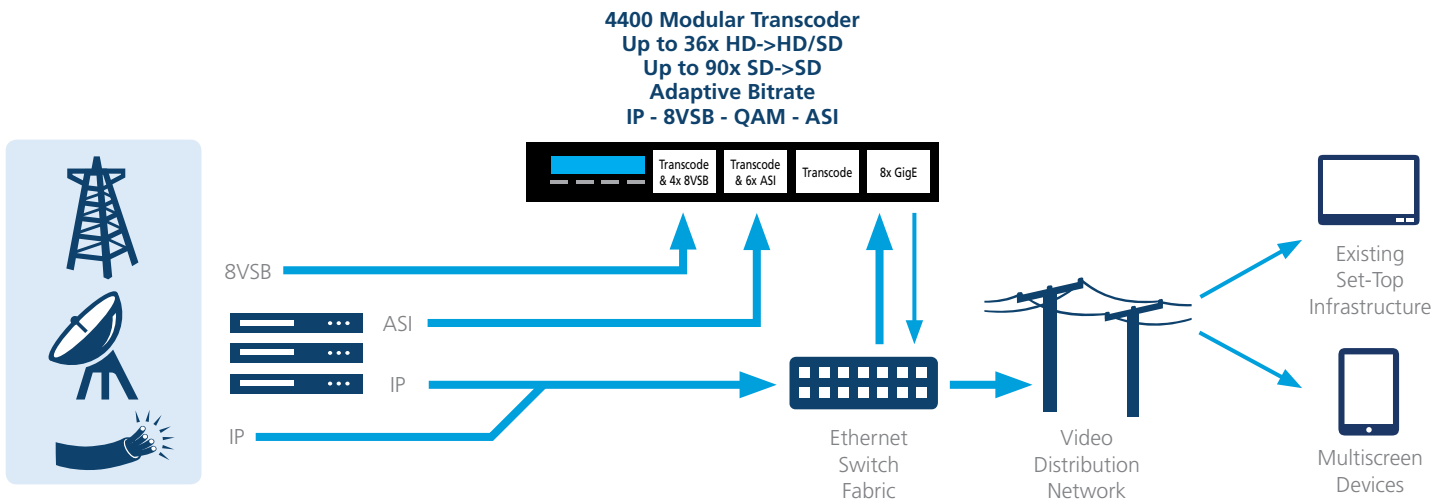 4400 Modular Transcoder
Up to 36x HD->HD/SD
Up to 90x SD->SD
Adaptive Bitrate
IP - 8VSB - QAM - ASI
Transcode
& 4x 8VSB
Transcode
& 6x ASI
Transcode
8x GigE
8VSB
ASI
IP
IP
Ethernet
Switch
Fabric
Video
Distribution
Network
Existing
Set-Top
Infrastructure
Multiscreen
Devices